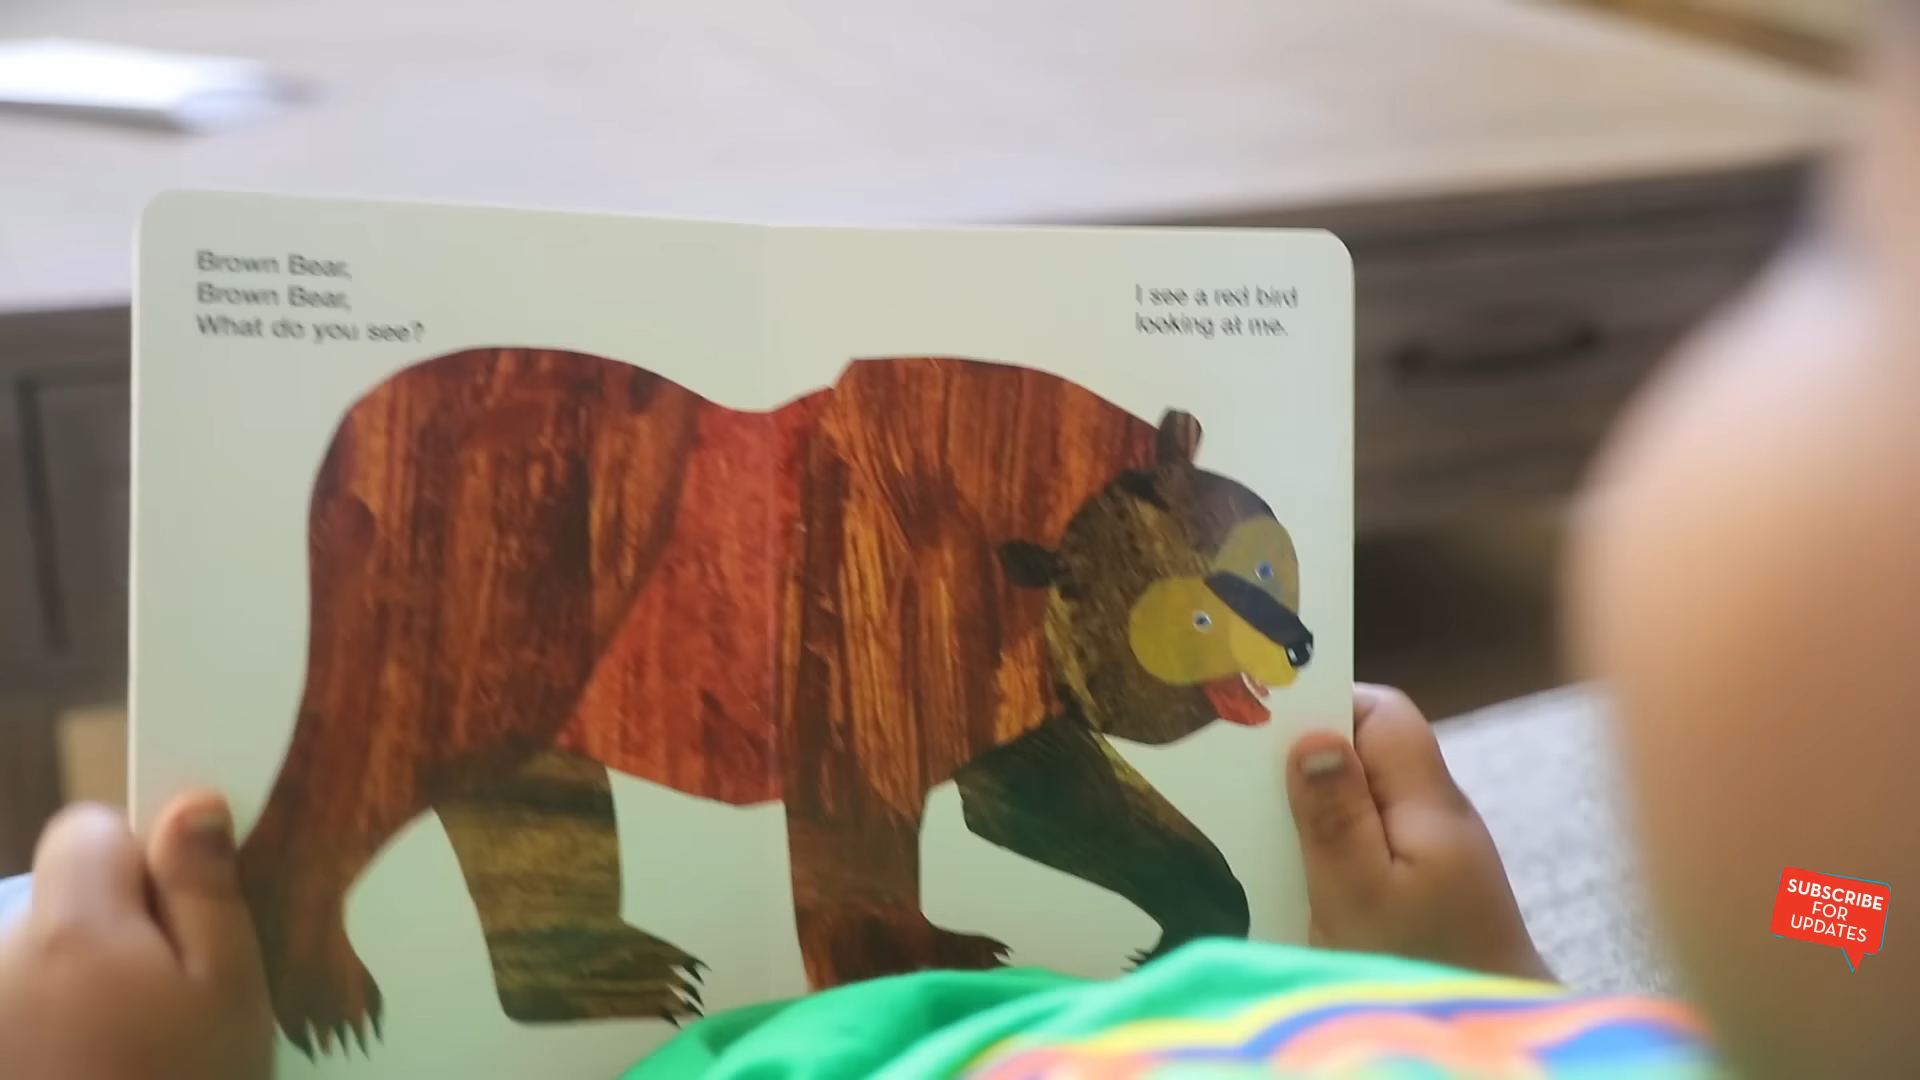 Brown Bear,
Brown Bear,
What do you see?
I see a red bird
looking at me.
SUBSCRIBE
FOR
UPDATES